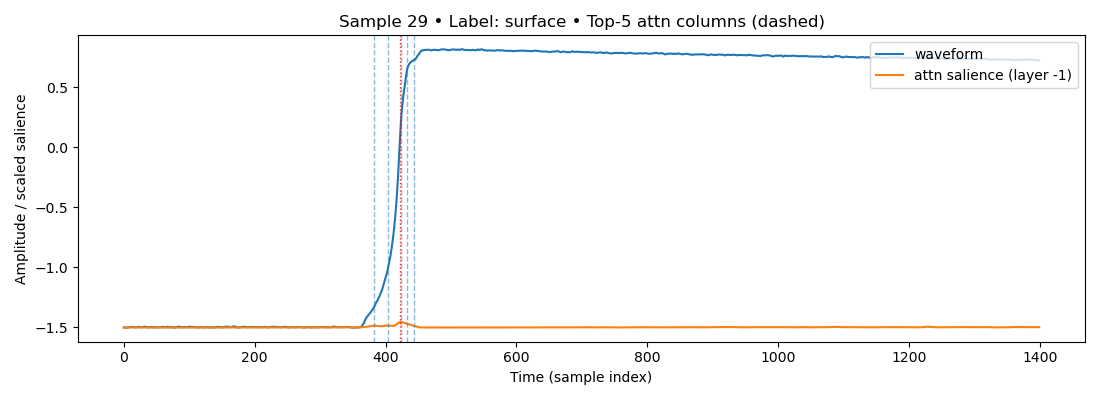 Sample 29 • Label: surface • Top-5 attn columns (dashed)
waveform
attn salience (layer -1)
Amplitude / scaled salience
0.5
0.0
−0.5
−1.0
−1.5
0 200 400 600 800 1000 1200 1400
Time (sample index)